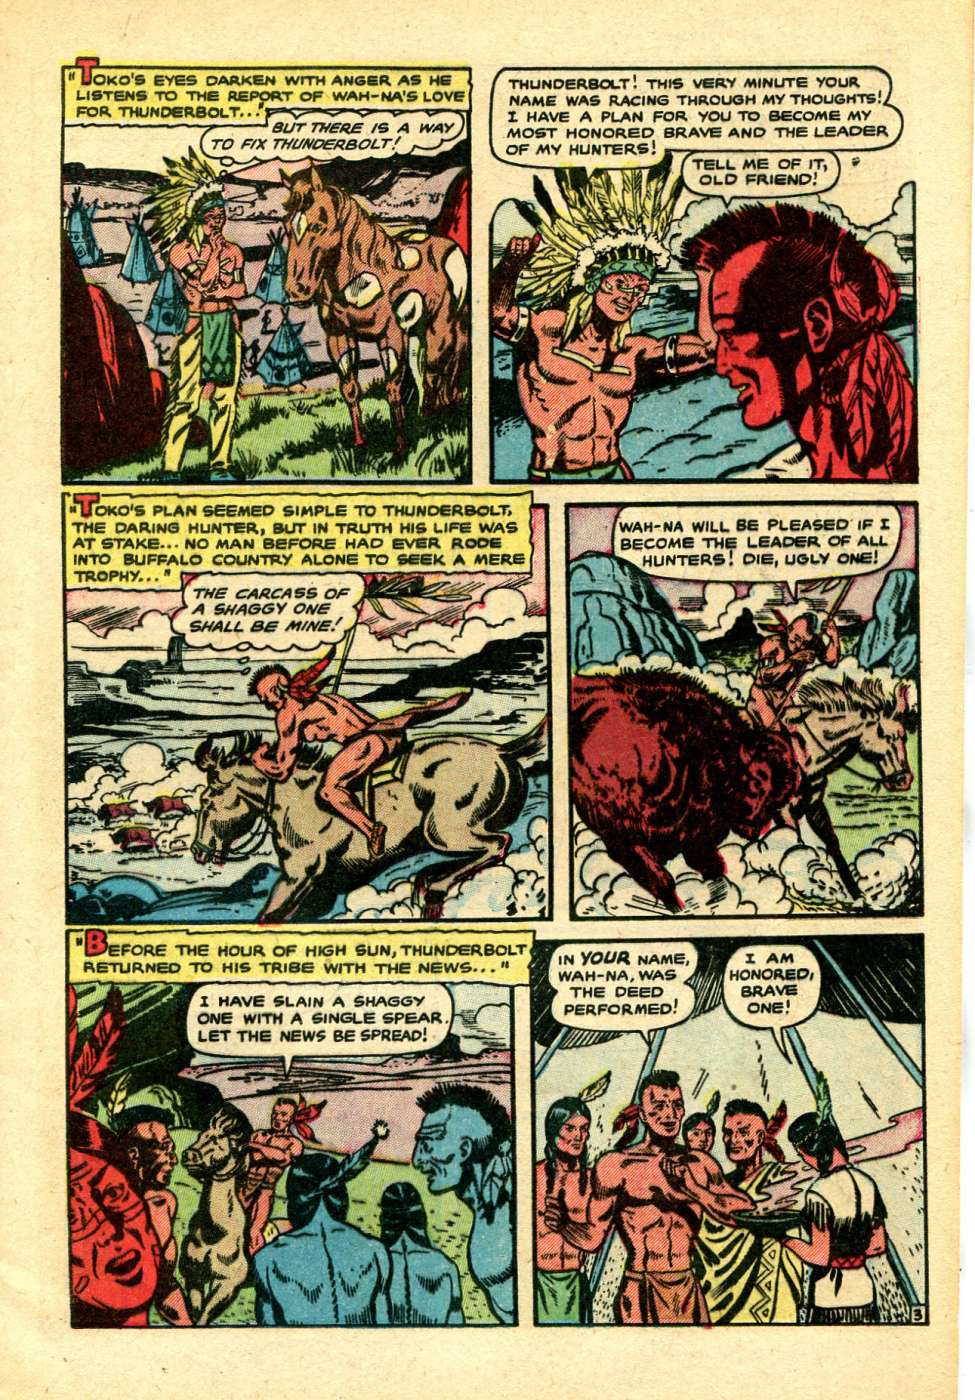 "TOKO'S EYES DARKEN WITH ANGER AS HE
LISTENS TO THE REPORT OF WAH-NA'S LOVE
FOR THUNDERBOLT..."
BUT THERE IS A WAY
TO FIX THUNDERBOLT!
THUNDERBOLT! THIS VERY MINUTE YOUR
NAME WAS RACING THROUGH MY THOUGHTS!
I HAVE A PLAN FOR YOU TO BECOME MY
MOST HONORED BRAVE AND THE LEADER
OF MY HUNTERS!
TELL ME OF IT,
OLD FRIEND!
"TOKO'S PLAN SEEMED SIMPLE TO THUNDERBOLT,
THE DARING HUNTER, BUT IN TRUTH HIS LIFE WAS
AT STAKE... NO MAN BEFORE HAD EVER RODE
INTO BUFFALO COUNTRY ALONE TO SEEK A MERE
TROPHY..."
THE CARCASS OF
A SHAGGY ONE
SHALL BE MINE!
WAH-NA WILL BE PLEASED IF I
BECOME THE LEADER OF ALL
HUNTERS! DIE, UGLY ONE!
"BEFORE THE HOUR OF HIGH SUN, THUNDERBOLT
RETURNED TO HIS TRIBE WITH THE NEWS..."
I HAVE SLAIN A SHAGGY
ONE WITH A SINGLE SPEAR.
LET THE NEWS BE SPREAD!
IN YOUR NAME,
WAH-NA, WAS
THE DEED
PERFORMED!
I AM
HONORED,
BRAVE
ONE!
3